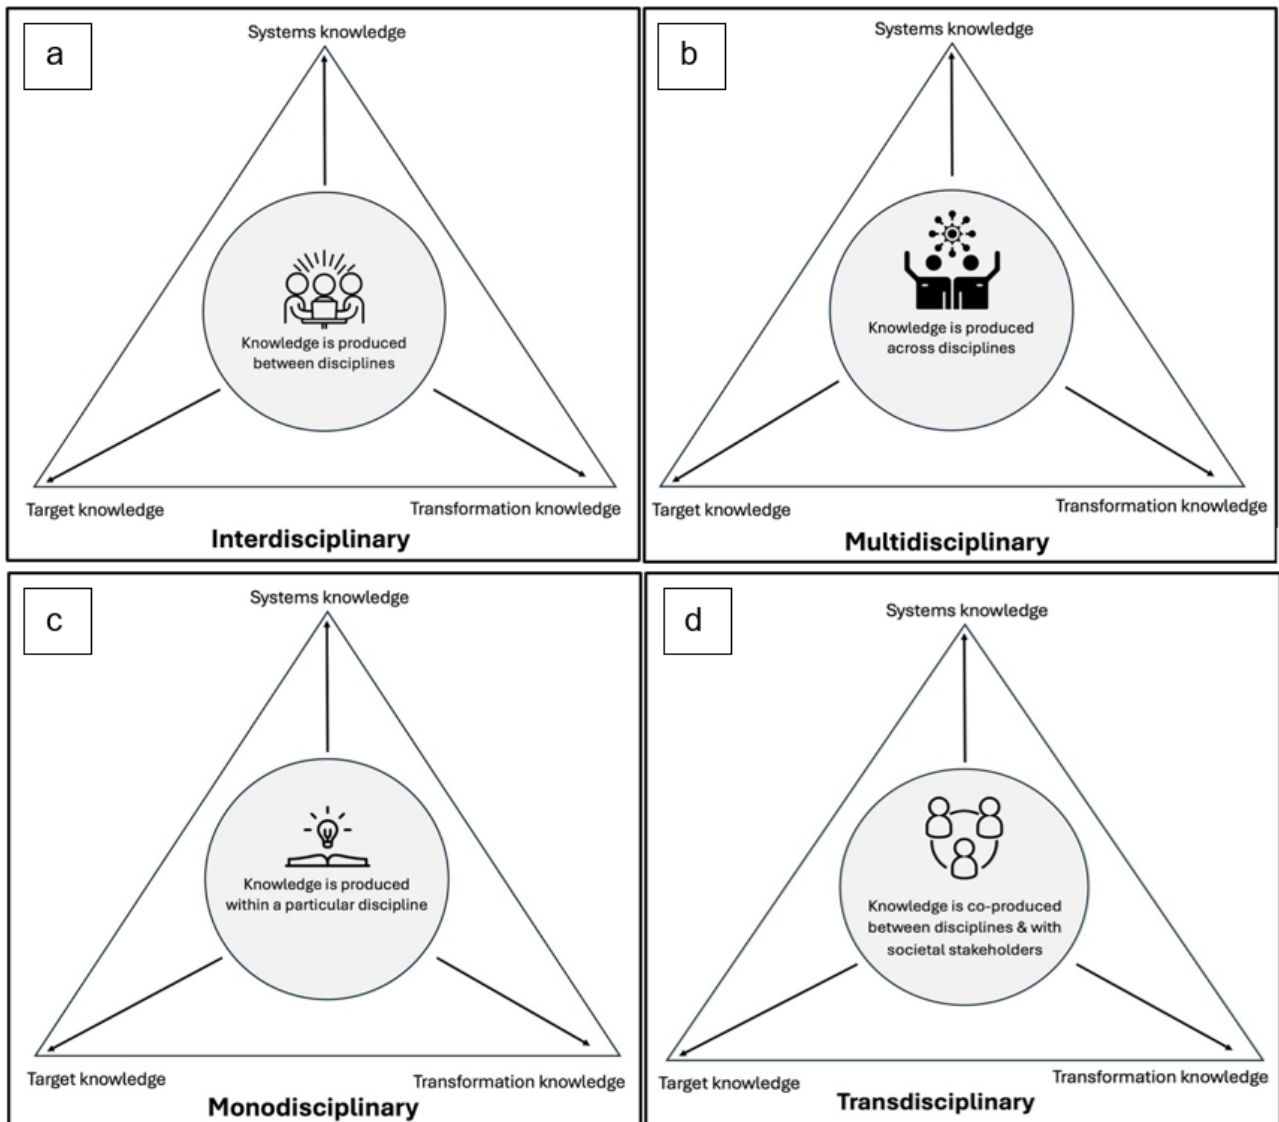 a
Systems knowledge
Knowledge is produced
between disciplines
Target knowledge
Transformation knowledge
Interdisciplinary
b
Systems knowledge
Knowledge is produced
across disciplines
Target knowledge
Transformation knowledge
Multidisciplinary
c
Systems knowledge
Knowledge is produced
within a particular discipline
Target knowledge
Transformation knowledge
Monodisciplinary
d
Systems knowledge
Knowledge is co-produced
between disciplines & with
societal stakeholders
Target knowledge
Transformation knowledge
Transdisciplinary